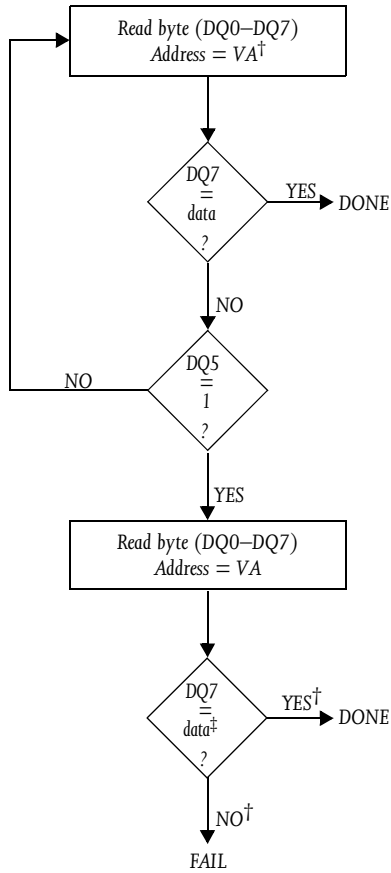 Read byte (DQ0–DQ7)
Address = VA†
DQ7
=
data
?
YES
DONE
NO
DQ5
=
1
?
NO
YES
Read byte (DQ0–DQ7)
Address = VA
DQ7
=
data‡
?
YES†
DONE
NO†
FAIL